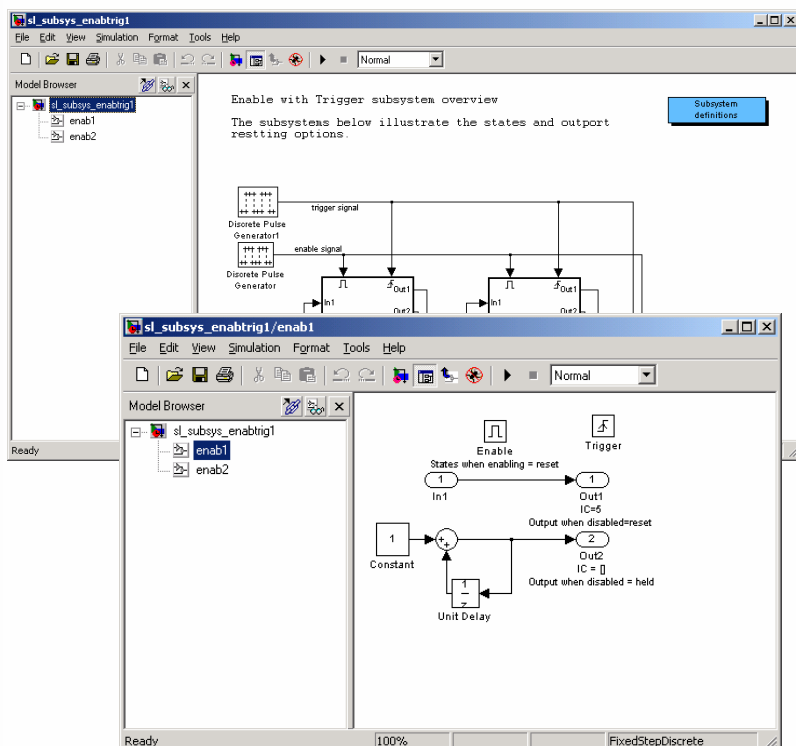 sl_subsys_enabtrig1
File Edit View Simulation Format Tools Help
Normal
Model Browser
sl_subsys_enabtrig1
enab1
enab2
Enable with Trigger subsystem overview
The subsystems below illustrate the states and outport
restting options.
Subsystem
definitions
trigger signal
Discrete Pulse
Generator1
enable signal
Discrete Pulse
Generator
In1
Out1
Out2
In1
Out1
Out2
Ready
sl_subsys_enabtrig1/enab1
File Edit View Simulation Format Tools Help
Normal
Model Browser
sl_subsys_enabtrig1
enab1
enab2
Enable
Trigger
States when enabling = reset
1
In1
1
Out1
IC=5
Output when disabled=reset
1
Constant
+
+
2
Out2
IC = []
Output when disabled = held
1
z
Unit Delay
Ready
100%
FixedStepDiscrete